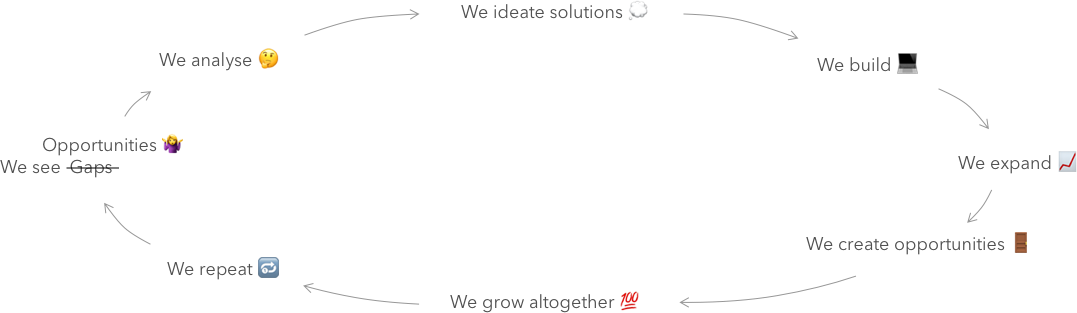 We ideate solutions 💭
We analyse 🤔
We build 💻
Opportunities 🤷‍♀️
We see Gaps
We expand 📈
We create opportunities 🚪
We repeat 🔁
We grow altogether 💯